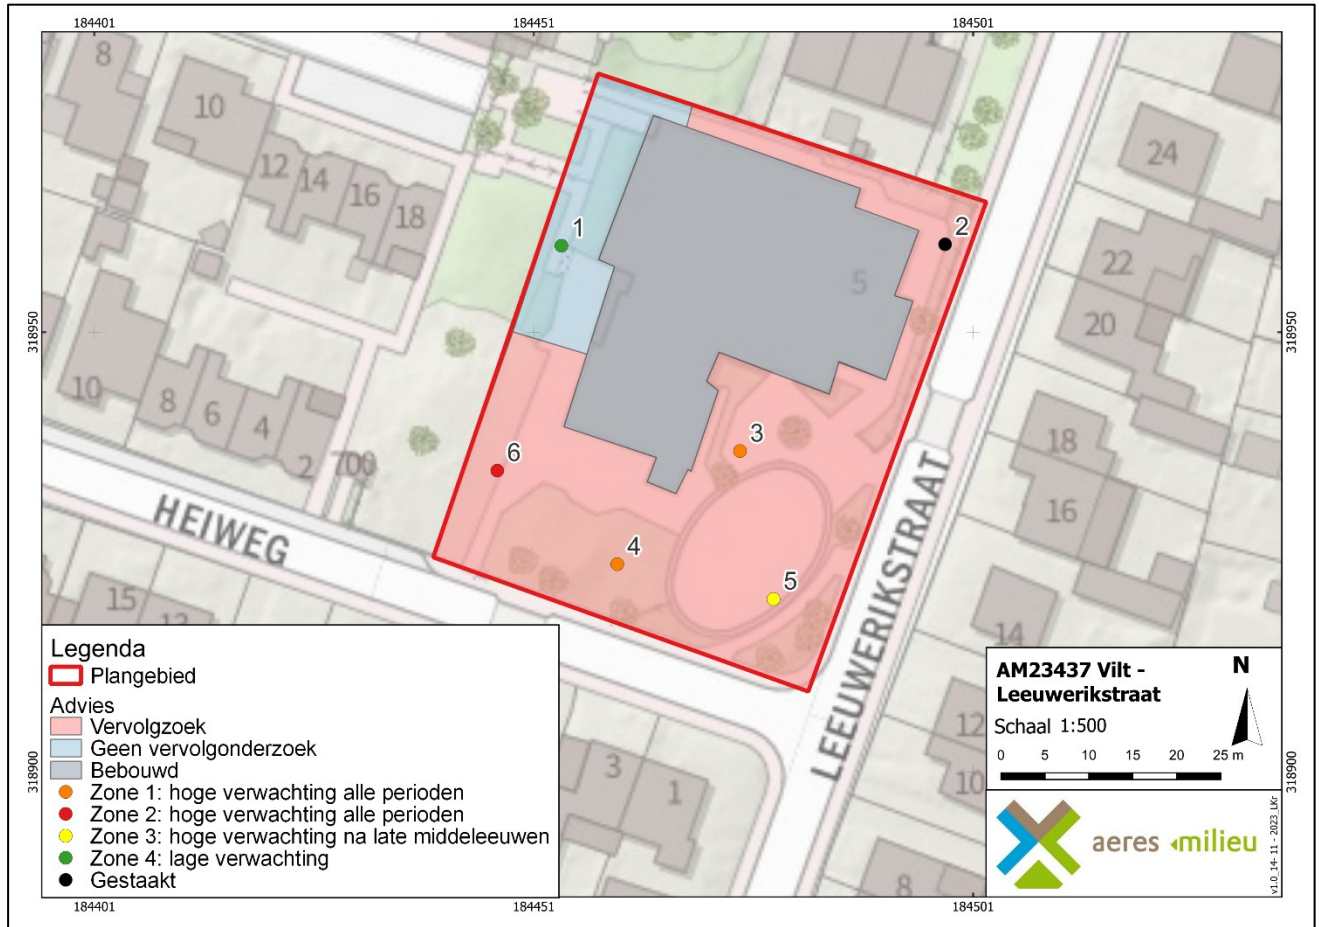 184401
184451
184501
8
10
12
14
16
18
1
24
22
20
1
2
5
318950
318950
10
8
6
4
2
700
3
6
4
5
18
16
14
12
10
HEIWEG
LEEUWERIKSTRAAT
15
3
1
8
Legenda
Plangebied
Advies
Vervolgzoek
Geen vervolgonderzoek
Bebouwd
Zone 1: hoge verwachting alle perioden
Zone 2: hoge verwachting alle perioden
Zone 3: hoge verwachting na late middeleeuwen
Zone 4: lage verwachting
Gestaakt
AM23437 Vilt -
Leeuwerikstraat
N
Schaal 1:500
0 5 10 15 20 25 m
318900
318900
aeres milieu
v1.0_14- 11 - 2023_LKr
184401
184451
184501